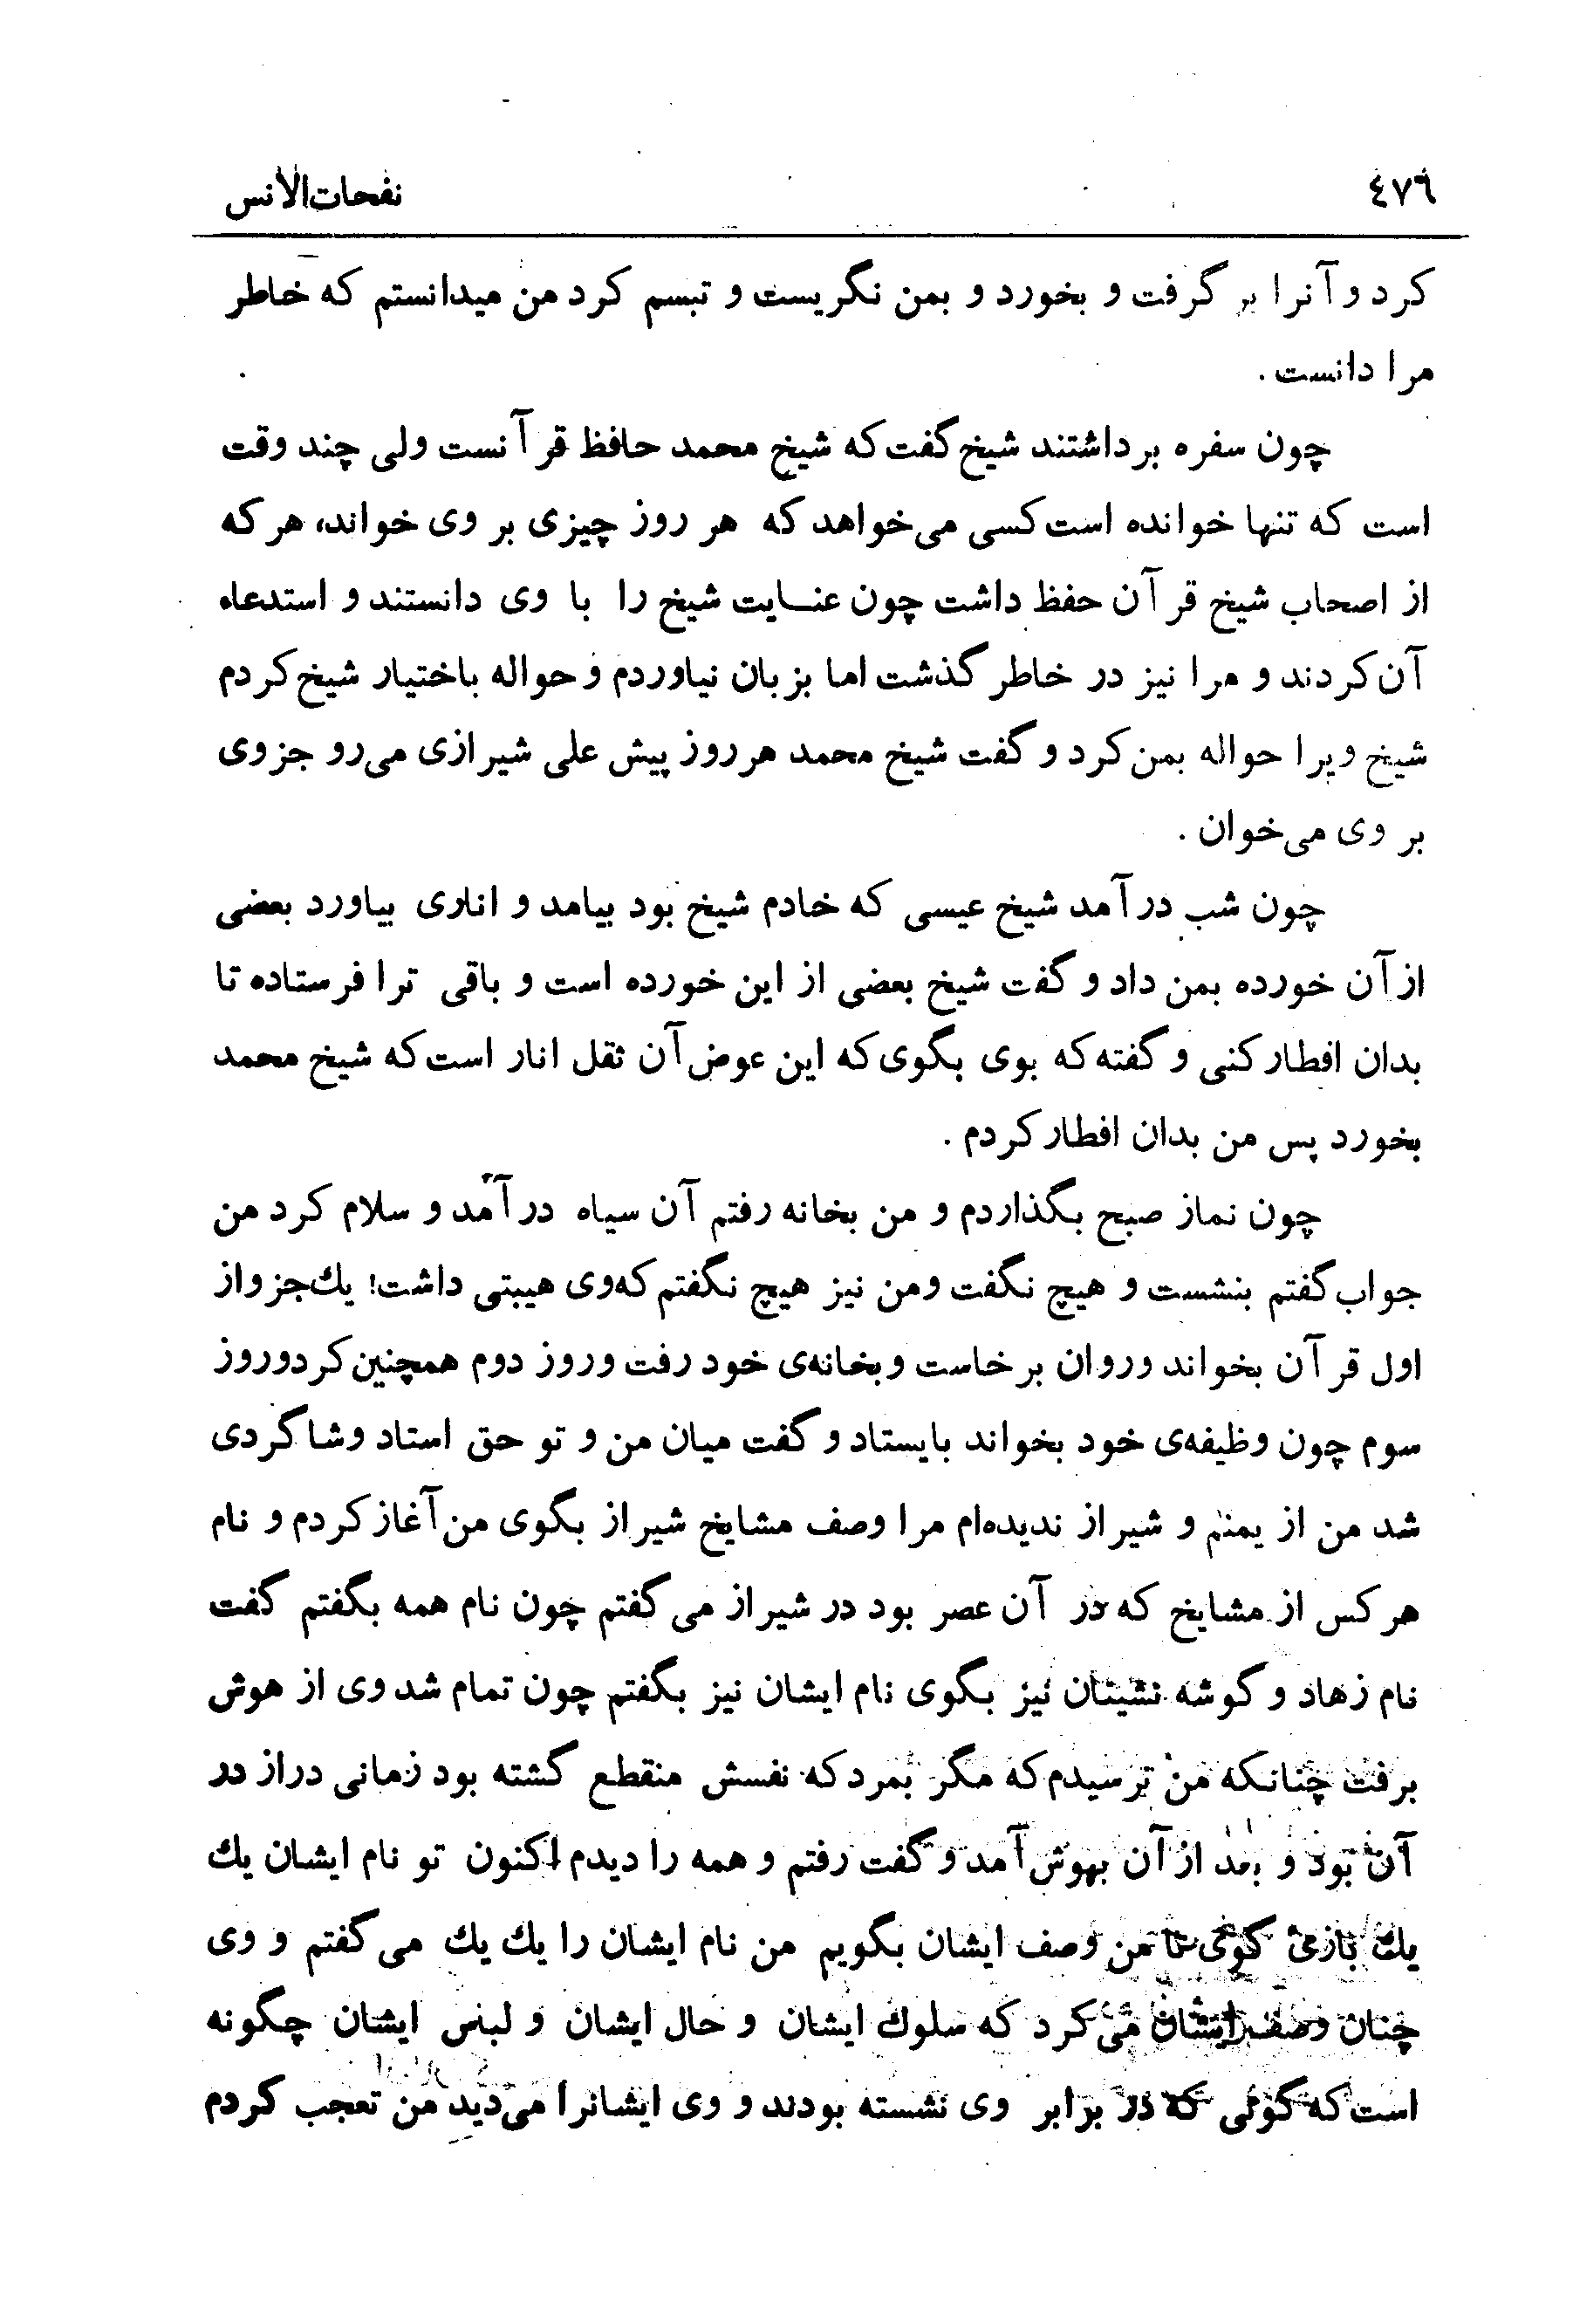 ٤٧٦
نفحات‌الأنس
کرد و آنرا بر گرفت و بخورد و بمن نگریست و تبسم کرد من میدانستم که خاطر
مرا دانست .
چون سفره برداشتند شیخ گفت که شیخ محمد حافظ قرآنست ولی چند وقت
است که تنها خوانده است کسی می‌خواهد که هر روز چیزی بر وی خواند، هر که
از اصحاب شیخ قرآن حفظ داشت چون عنـایت شیخ را با وی دانستند و استدعاء
آن کردند و مرا نیز در خاطر گذشت اما بزبان نیاوردم و حواله باختیار شیخ کردم
شیخ ویرا حواله بمن کرد و گفت شیخ محمد هر روز پیش علی شیرازی می‌رو جزوی
بر وی می‌خوان .
چون شب درآمد شیخ عیسی که خادم شیخ بود بیامد و اناری بیاورد بعضی
از آن خورده بمن داد و گفت شیخ بعضی از این خورده است و باقی ترا فرستاده تا
بدان افطار کنی و گفته که بوی بگوی که این عوض آن ثقل انار است که شیخ محمد
بخورد پس من بدان افطار کردم .
چون نماز صبح بگذاردم و من بخانه رفتم آن سیاه درآمد و سلام کرد من
جواب گفتم بنشست و هیچ نگفت ومن نیز هیچ نگفتم که‌وی هیبتی داشت! یك جزو از
اول قرآن بخواند وروان برخاست وبخانه‌ی خود رفت وروز دوم همچنین کردوروز
سوم چون وظیفه‌ی خود بخواند بایستاد و گفت میان من و تو حق استاد وشاگردی
شد من از یمنم و شیراز ندیده‌ام مرا وصف مشایخ شیراز بگوی من آغاز کردم و نام
هر کس از مشایخ که در آن عصر بود در شیراز می گفتم چون نام همه بگفتم گفت
نام زهاد و گوشه نشینان نیز بگوی نام ایشان نیز بگفتم چون تمام شد وی از هوش
برفت چنانکه من ترسیدم که مگر بمرد که نفسش منقطع گشته بود زمانی دراز در
آن بود و بعد از آن بهوش آمد و گفت رفتم و همه را دیدم اکنون تو نام ایشان یك
یك بازمی گوی تا من وصف ایشان بگویم من نام ایشان را یك یك می گفتم و وی
چنان وصف ایشان می‌کرد که سلوك ایشان و حال ایشان و لبس ایشان چگونه
است که گوئی که در برابر وی نشسته بودند و وی ایشانرا می‌دید من تعجب کردم